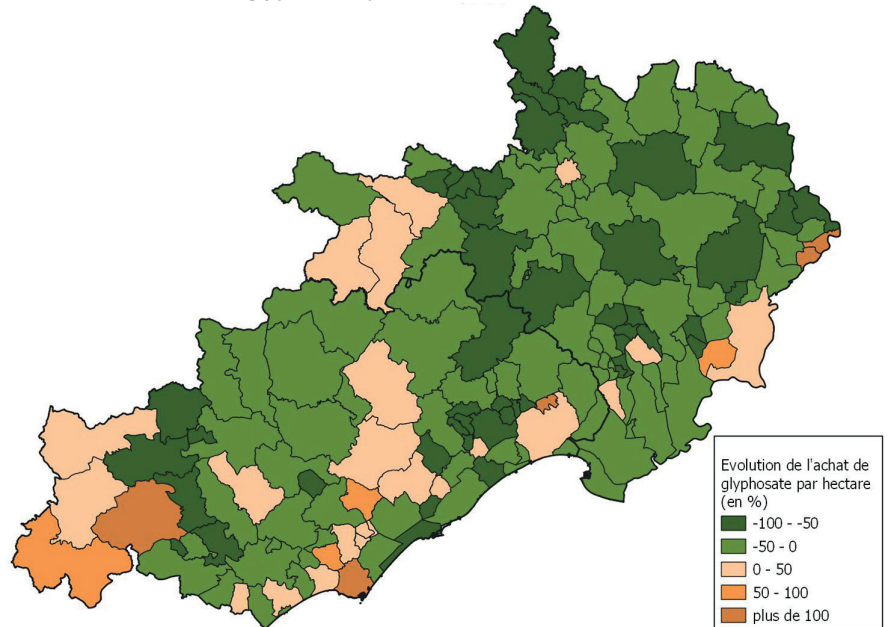 Evolution de l'achat de
glyphosate par hectare
(en %)
-100 - -50
-50 - 0
0 - 50
50 - 100
plus de 100